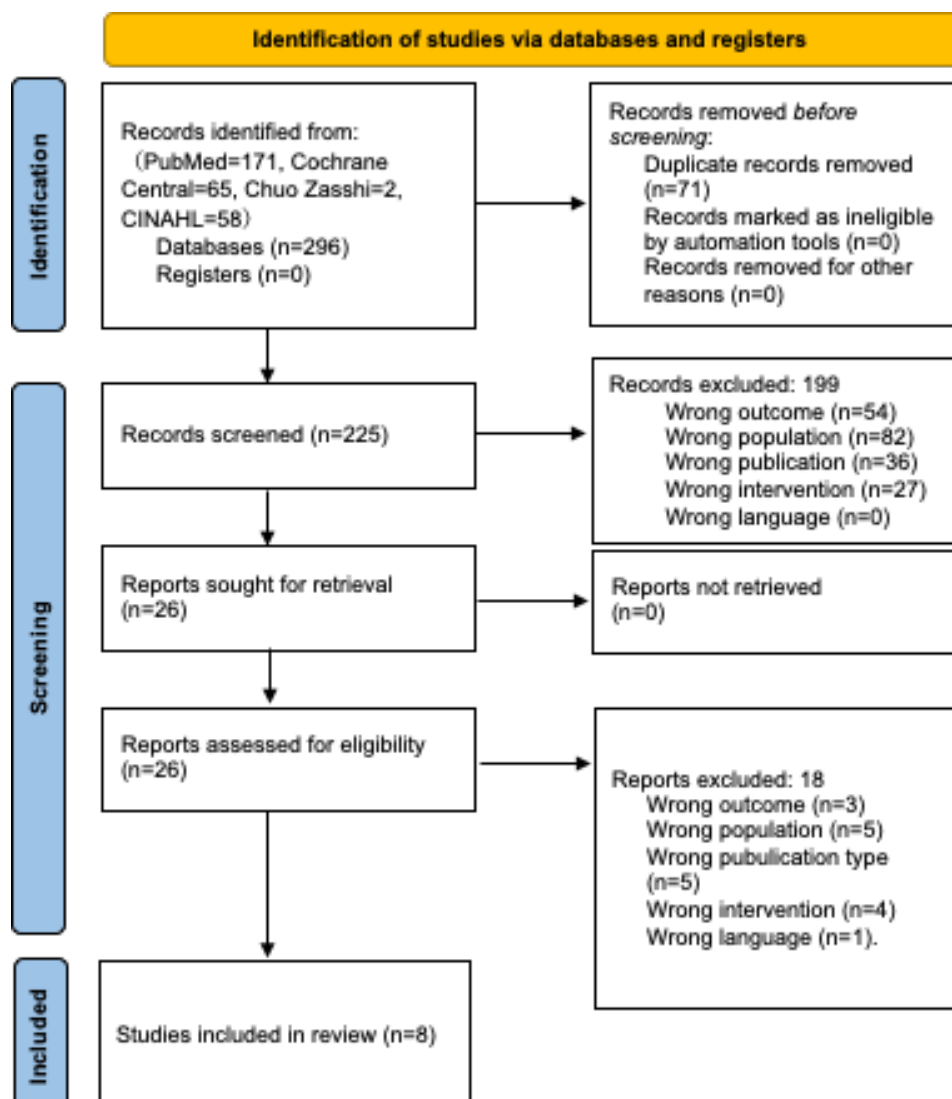 Identification of studies via databases and registers
Identification
Records identified from:
（PubMed=171, Cochrane
Central=65, Chuo Zasshi=2,
CINAHL=58）
Databases (n=296)
Registers (n=0)
Records removed before
screening:
Duplicate records removed
(n=71)
Records marked as ineligible
by automation tools (n=0)
Records removed for other
reasons (n=0)
Screening
Records screened (n=225)
Records excluded: 199
Wrong outcome (n=54)
Wrong population (n=82)
Wrong publication (n=36)
Wrong intervention (n=27)
Wrong language (n=0)
Reports sought for retrieval
(n=26)
Reports not retrieved
(n=0)
Reports assessed for eligibility
(n=26)
Reports excluded: 18
Wrong outcome (n=3)
Wrong population (n=5)
Wrong pubulication type
(n=5)
Wrong intervention (n=4)
Wrong language (n=1).
Included
Studies included in review (n=8)